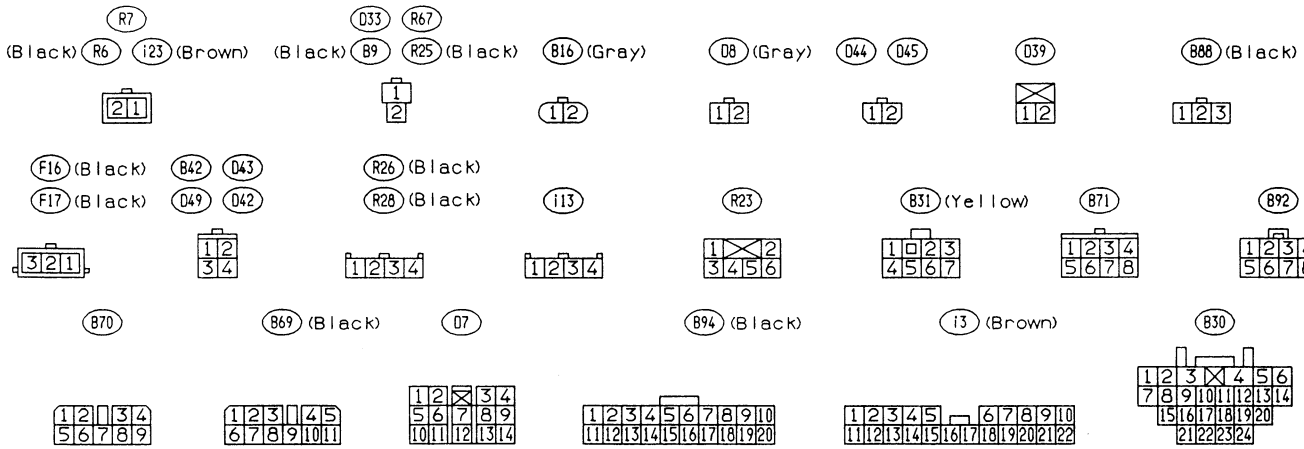 R7 D33 R67
(Black) R6 i23 (Brown) (Black) B9 R25 (Black) B16 (Gray) D8 (Gray) D44 D45 D39 B88 (Black)
2 1 1 1 2 1 2 1 2 1 2 1 2 3
2
F16 (Black) B42 D43 R26 (Black)
F17 (Black) D49 D42 R28 (Black) i13 R23 B31 (Yellow) B71 B92
3 2 1 1 2 1 2 3 4 1 2 3 4 1 2 1 2 3 1 2 3 4 1 2 3 4
3 4 3 4 5 6 4 5 6 7 5 6 7 8 5 6 7 8
B70 B69 (Black) D7 B94 (Black) i3 (Brown) B30
1 2 3 4 5 6
1 2 3 4 7 8 9 10 11 12 13 14
1 2 3 4 1 2 3 4 5 5 6 7 8 9 1 2 3 4 5 6 7 8 9 10 1 2 3 4 5 6 7 8 9 10 15 16 17 18 19 20
5 6 7 8 9 6 7 8 9 10 11 10 11 12 13 14 11 12 13 14 15 16 17 18 19 20 11 12 13 14 15 16 17 18 19 20 21 22 21 22 23 24